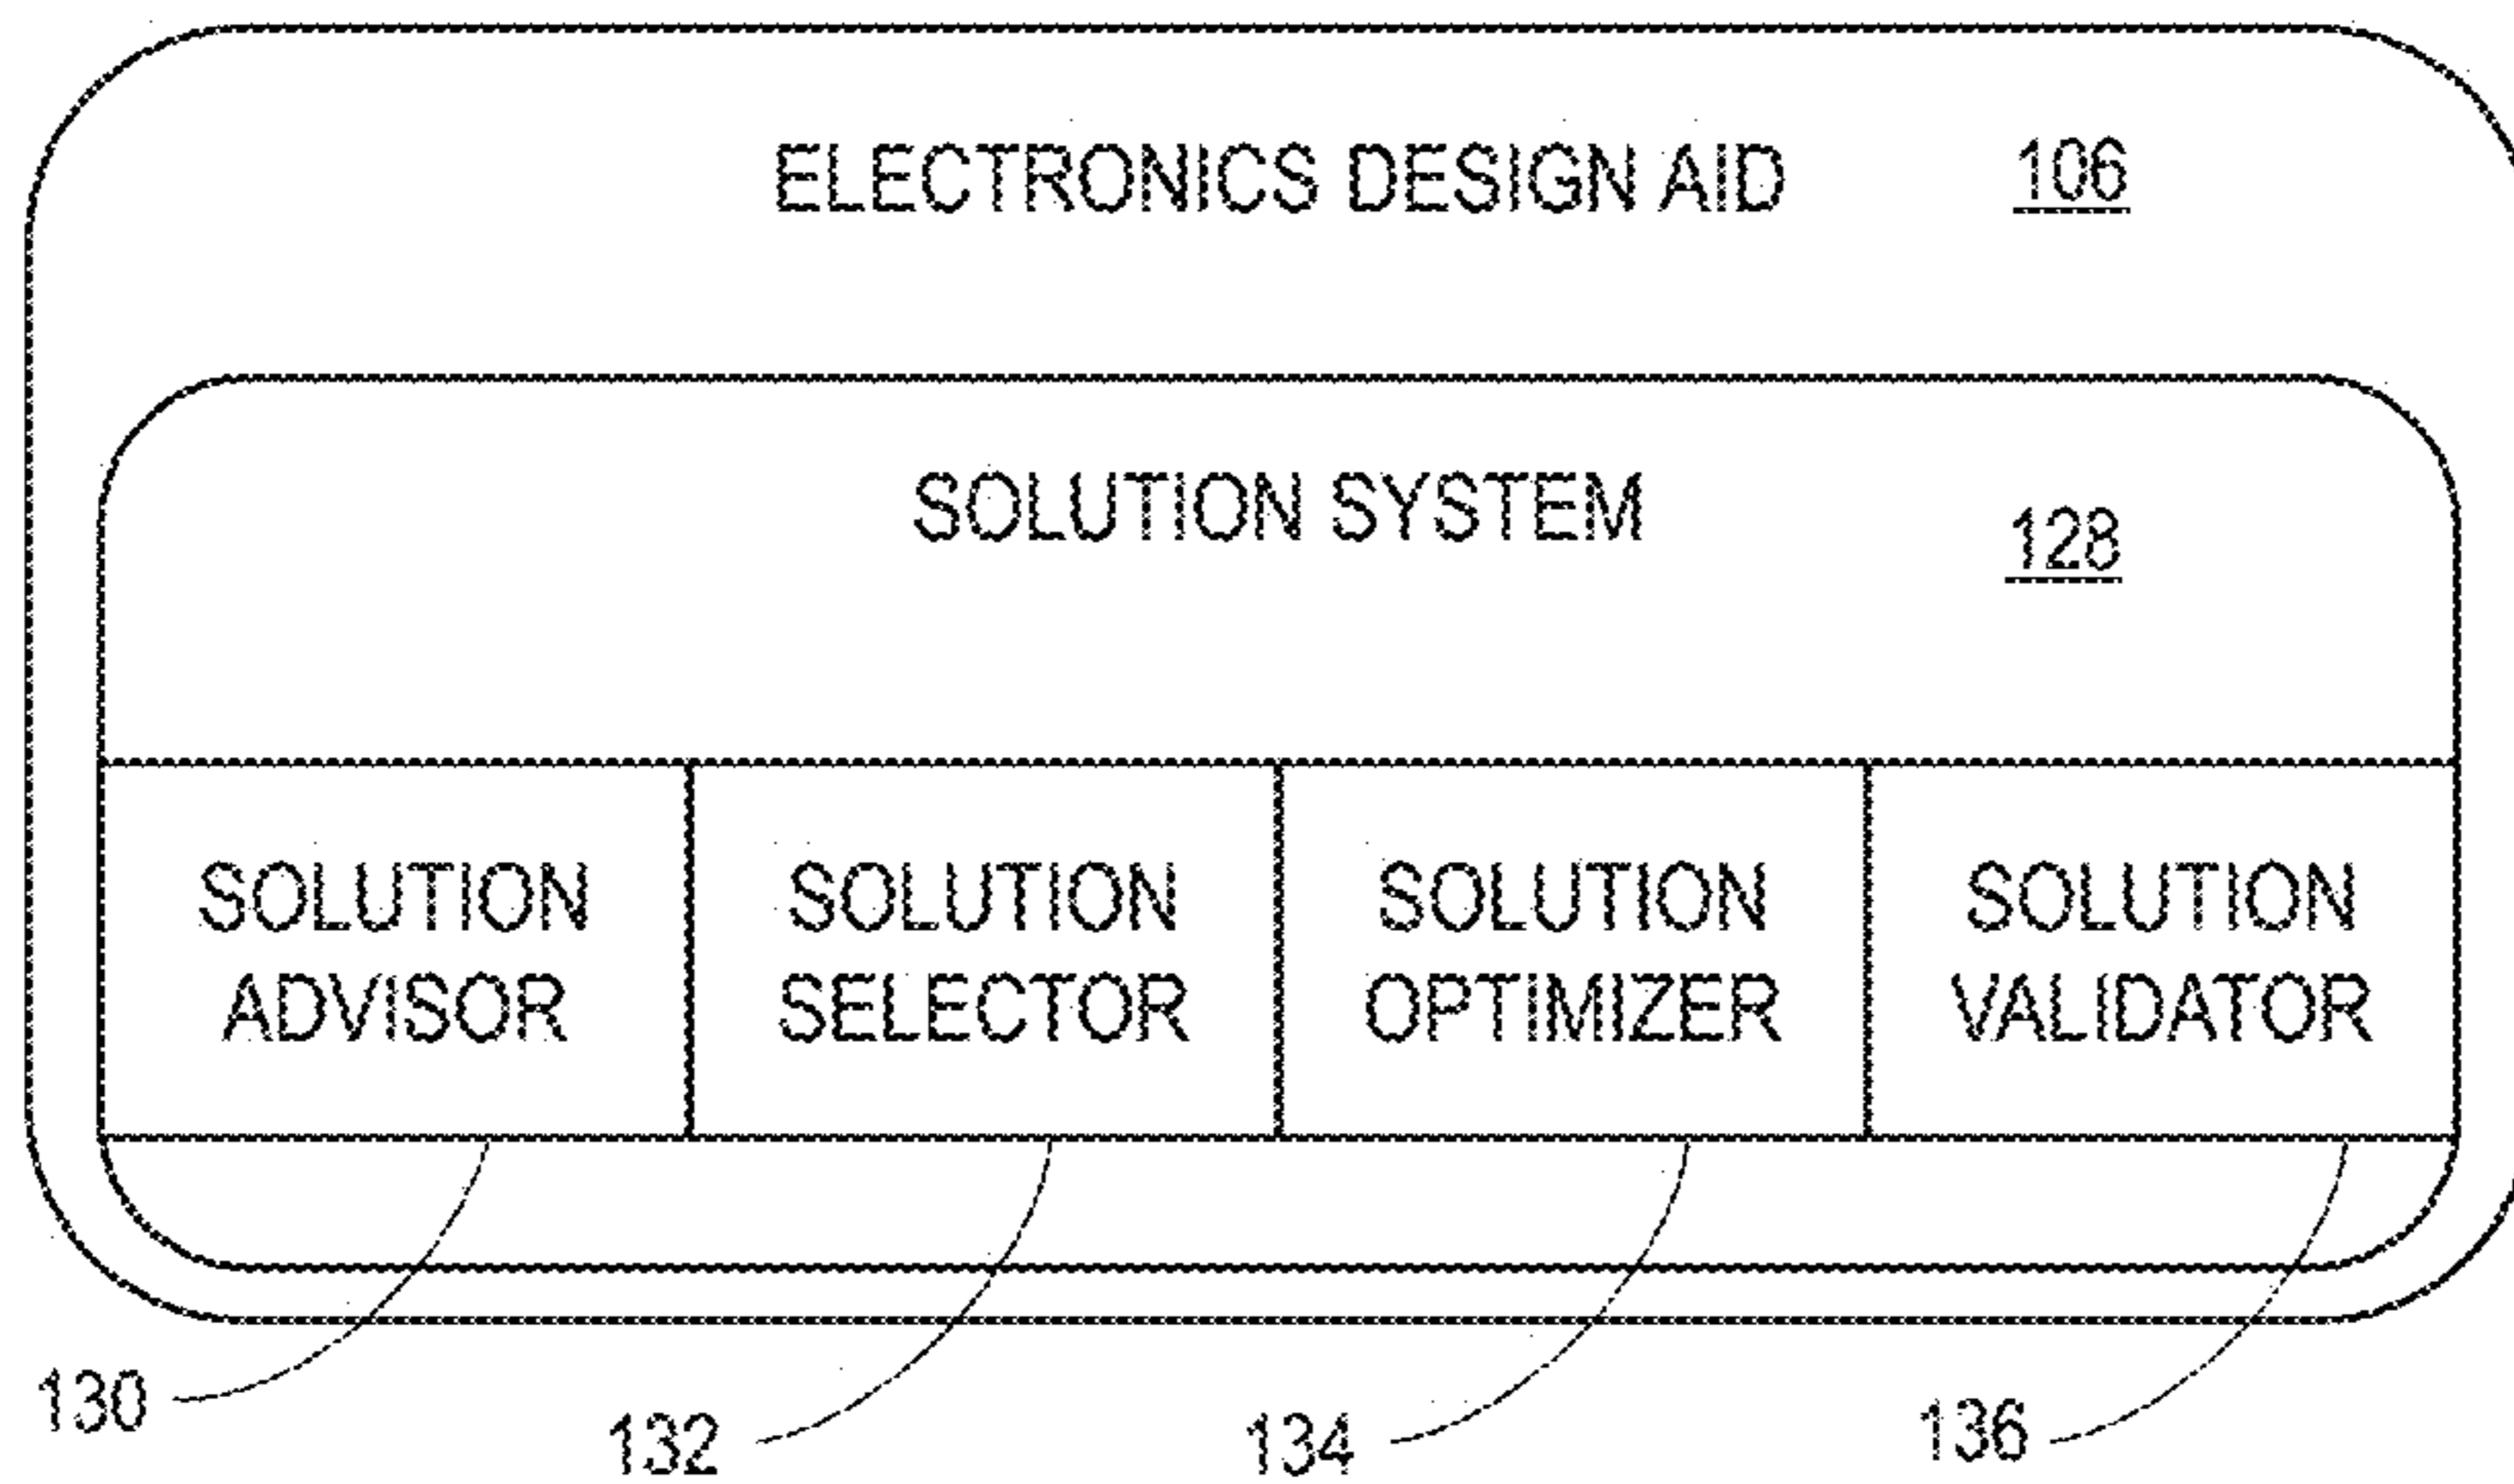 ELECTRONICS DESIGN AID 106
SOLUTION SYSTEM 128
SOLUTION ADVISOR
SOLUTION SELECTOR
SOLUTION OPTIMIZER
SOLUTION VALIDATOR
130
132
134
136